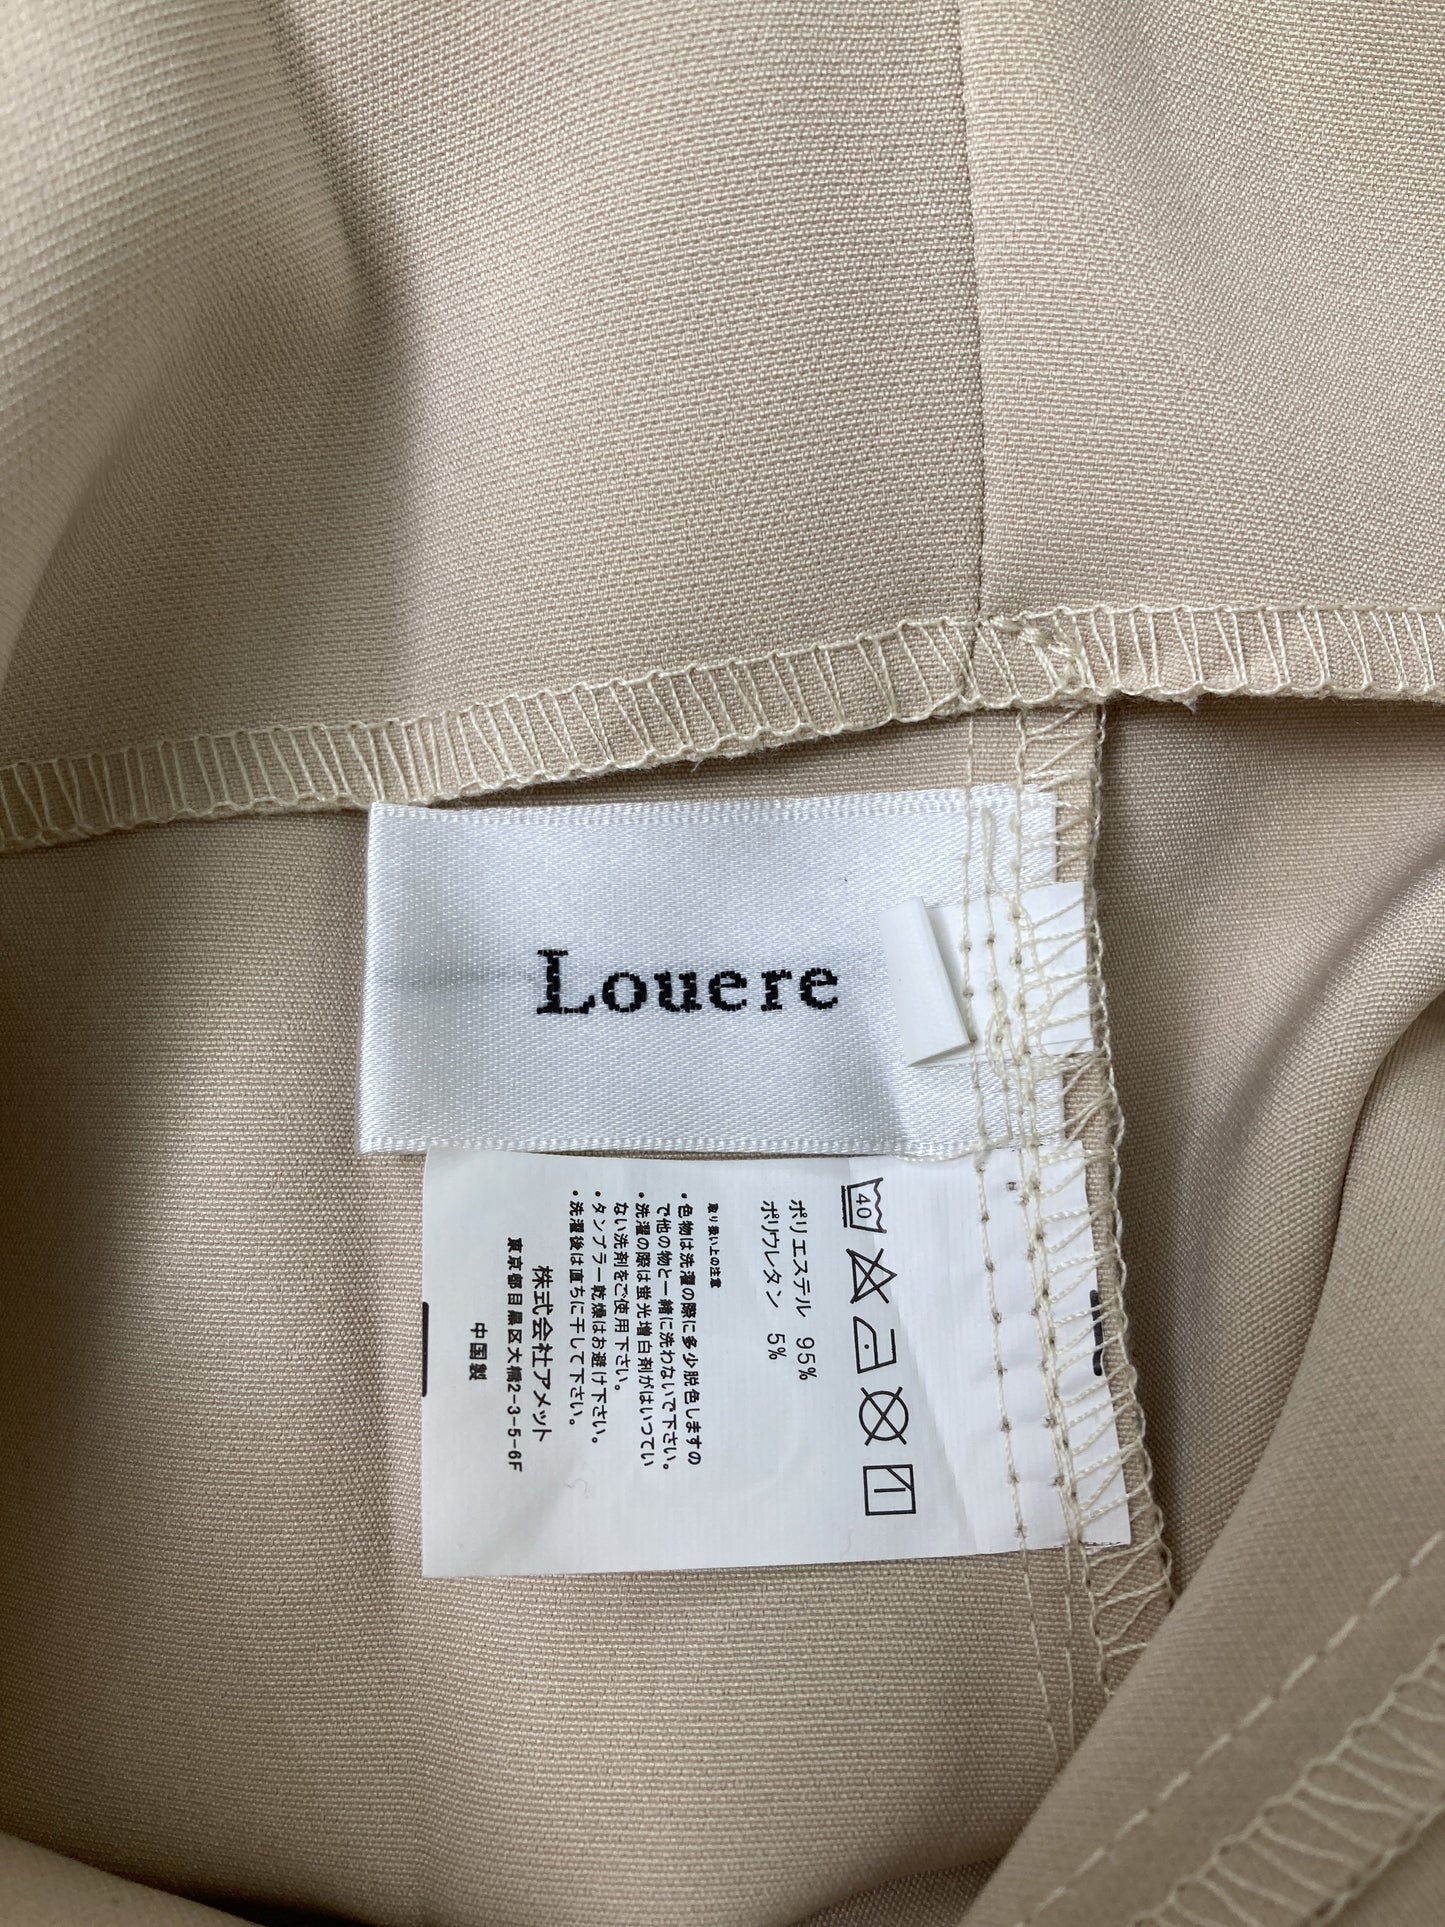 Louere
40
ポリエステル 95%
ポリウレタン 5%
取り扱い上の注意
・色物は洗濯の際に多少脱色しますの
で他の物と一緒に洗わないで下さい。
・洗濯の際は蛍光増白剤がはいってい
ない洗剤をご使用下さい。
・タンブラー乾燥はお避け下さい。
・洗濯後は直ちに干して下さい。
株式会社アメット
東京都目黒区大橋2-3-5-6F
中国製